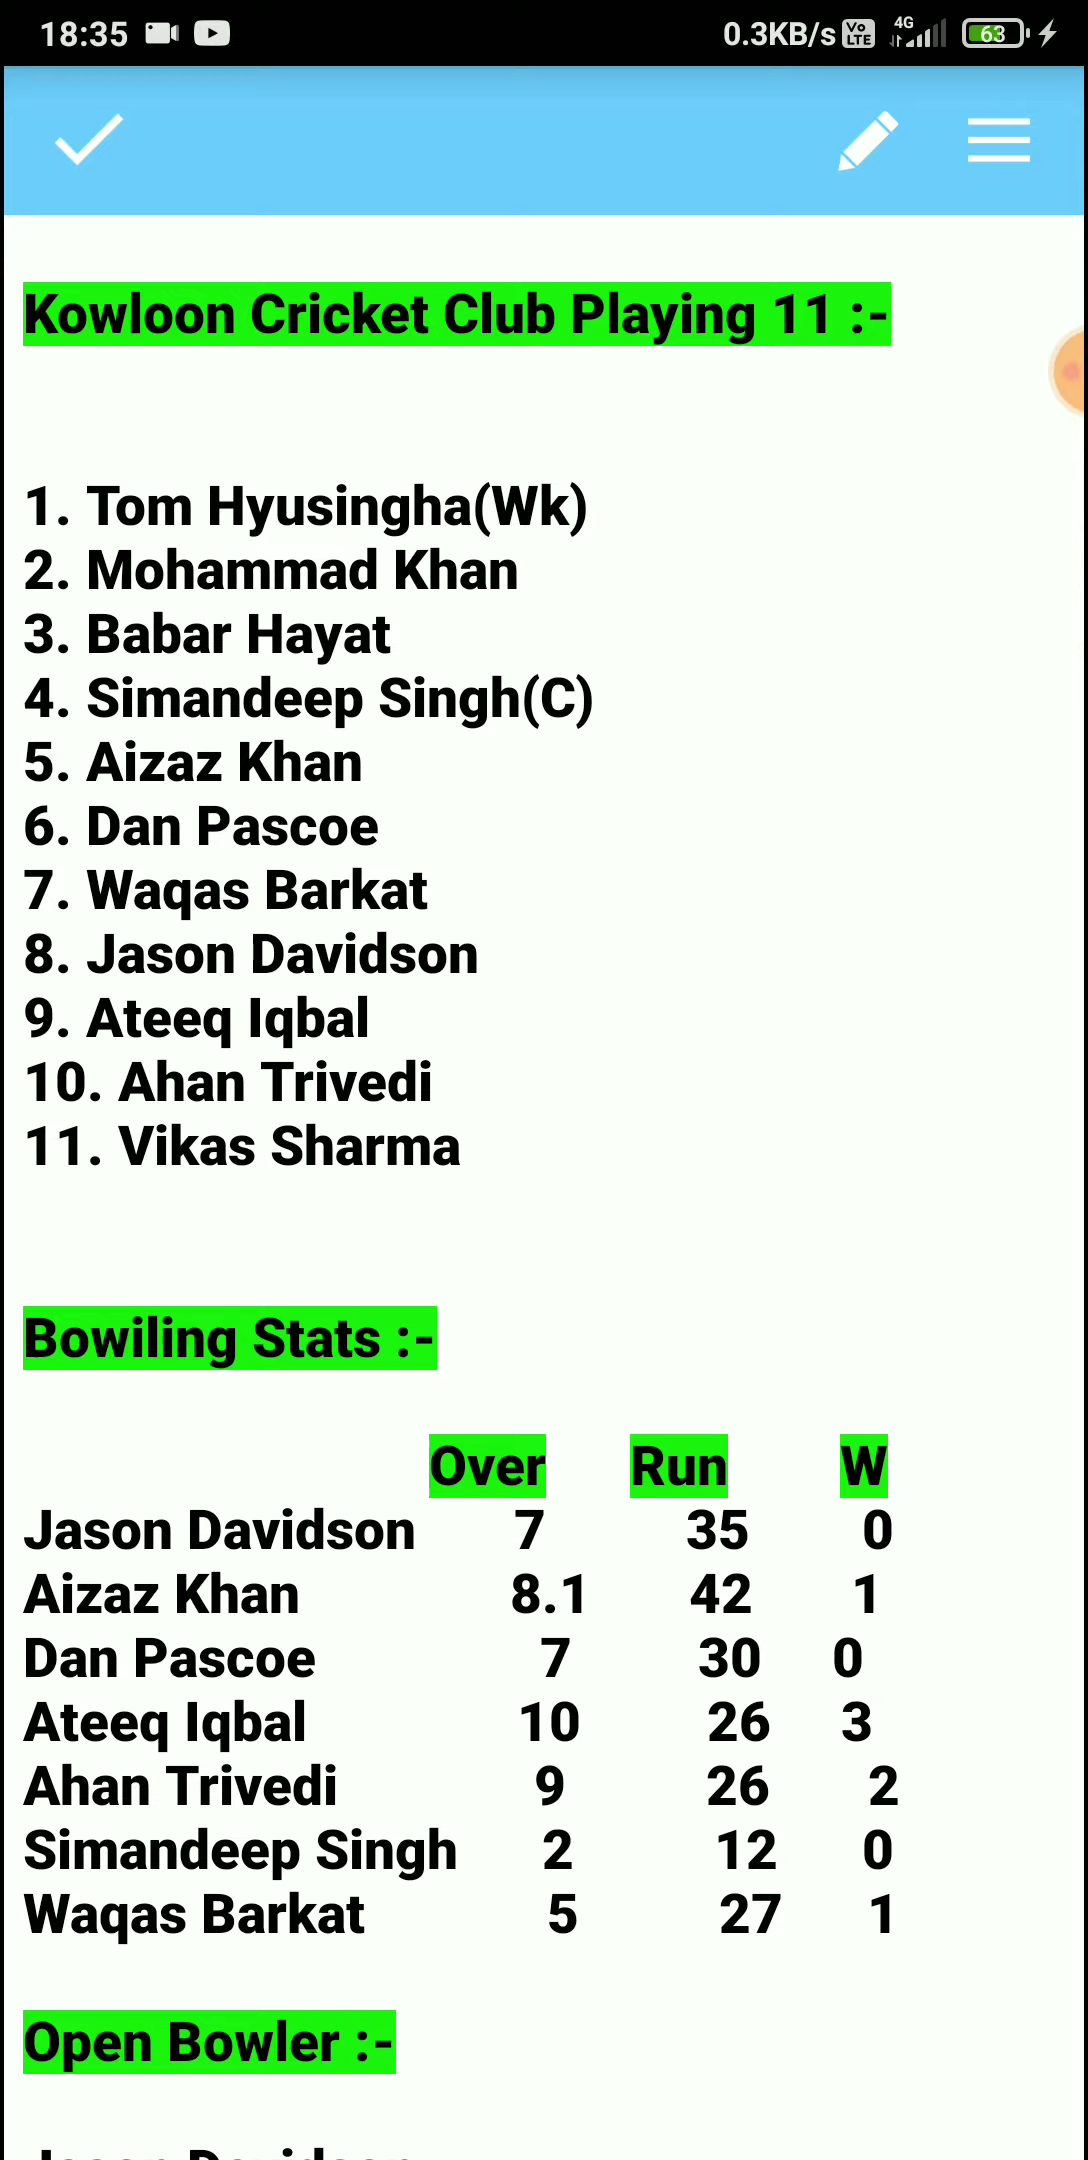 18:35 0.3KB/s Vo LTE 4G 63
Kowloon Cricket Club Playing 11 :-
1. Tom Hyusingha(Wk)
2. Mohammad Khan
3. Babar Hayat
4. Simandeep Singh(C)
5. Aizaz Khan
6. Dan Pascoe
7. Waqas Barkat
8. Jason Davidson
9. Ateeq Iqbal
10. Ahan Trivedi
11. Vikas Sharma
Bowiling Stats :-
Over Run W
Jason Davidson 7 35 0
Aizaz Khan 8.1 42 1
Dan Pascoe 7 30 0
Ateeq Iqbal 10 26 3
Ahan Trivedi 9 26 2
Simandeep Singh 2 12 0
Waqas Barkat 5 27 1
Open Bowler :-
Jason Davidson